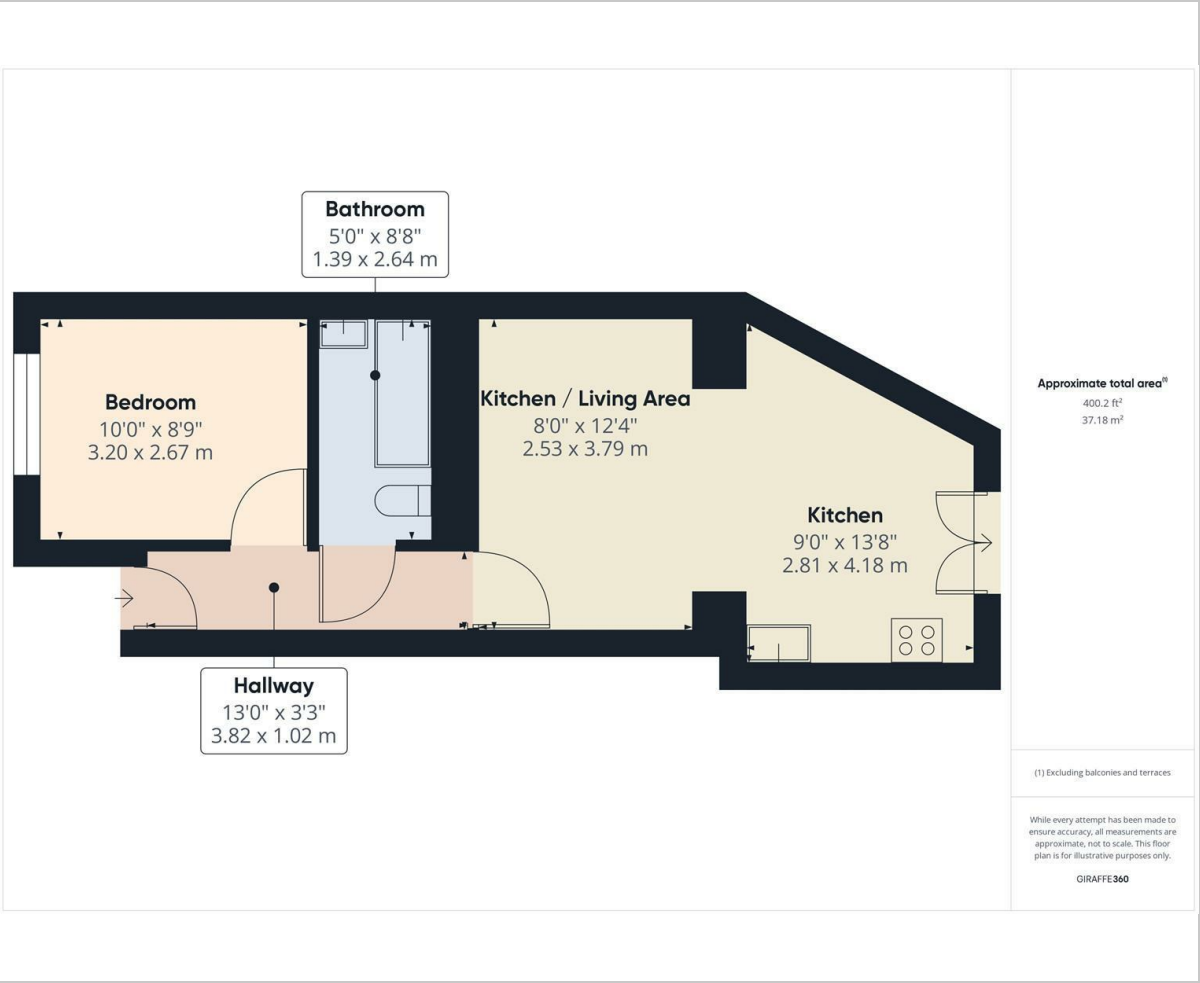 Bathroom
5'0" x 8'8"
1.39 x 2.64 m
Bedroom
10'0" x 8'9"
3.20 x 2.67 m
Kitchen / Living Area
8'0" x 12'4"
2.53 x 3.79 m
Kitchen
9'0" x 13'8"
2.81 x 4.18 m
Hallway
13'0" x 3'3"
3.82 x 1.02 m
Approximate total area⁽¹⁾
400.2 ft²
37.18 m²
(1) Excluding balconies and terraces
While every attempt has been made to
ensure accuracy, all measurements are
approximate, not to scale. This floor
plan is for illustrative purposes only.
GIRAFFE360